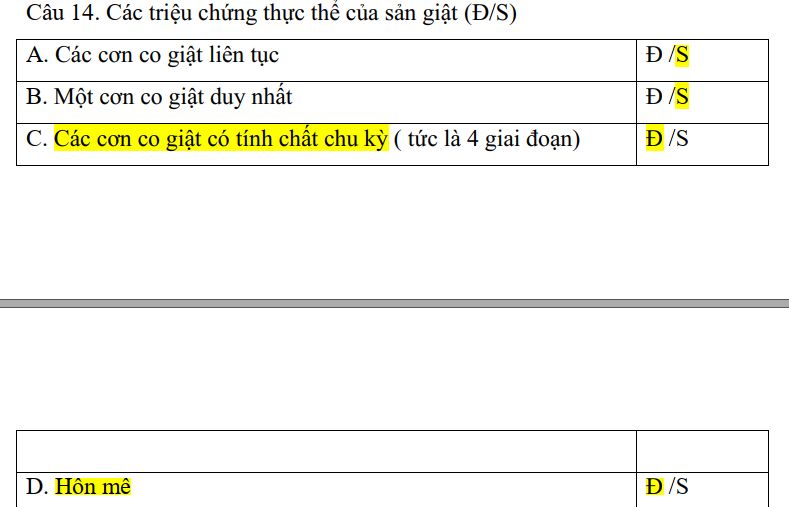 Câu 14. Các triệu chứng thực thể của sản giật (Đ/S)
A. Các cơn co giật liên tục Đ /S
B. Một cơn co giật duy nhất Đ /S
C. Các cơn co giật có tính chất chu kỳ ( tức là 4 giai đoạn) Đ /S
D. Hôn mê Đ /S